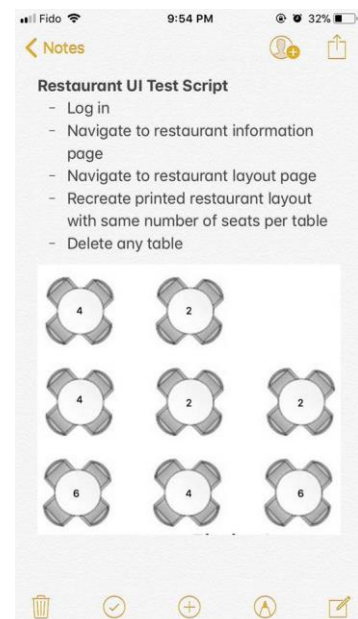 Fido 9:54 PM 32%
Notes
Restaurant UI Test Script
- Log in
- Navigate to restaurant information
page
- Navigate to restaurant layout page
- Recreate printed restaurant layout
with same number of seats per table
- Delete any table
4 2
4 2 2
6 4 6